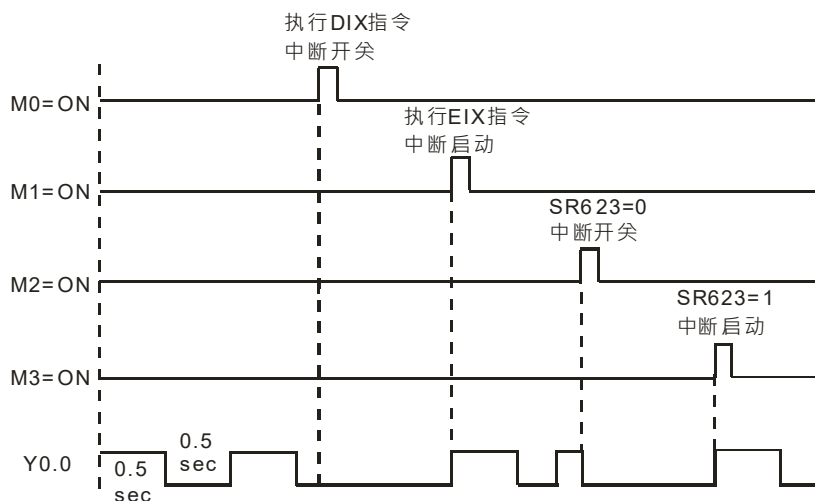 执行DIX指令
中断开关
M0=ON
执行EIX指令
中断启动
M1=ON
SR623=0
中断开关
M2=ON
SR623=1
中断启动
M3=ON
Y0.0
0.5
sec
0.5
sec